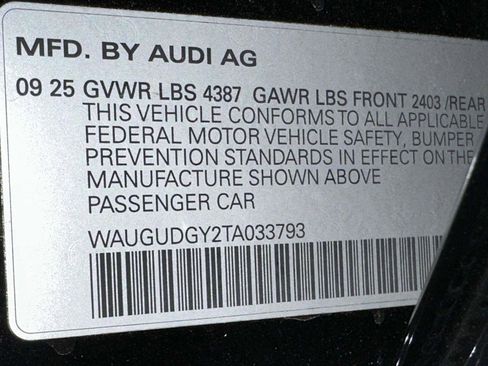 MFD. BY AUDI AG
09 25 GVWR LBS 4387 GAWR LBS FRONT 2403 /REAR
THIS VEHICLE CONFORMS TO ALL APPLICABLE
FEDERAL MOTOR VEHICLE SAFETY, BUMPER
PREVENTION STANDARDS IN EFFECT ON THE
MANUFACTURE SHOWN ABOVE
PASSENGER CAR
WAUGUDGY2TA033793